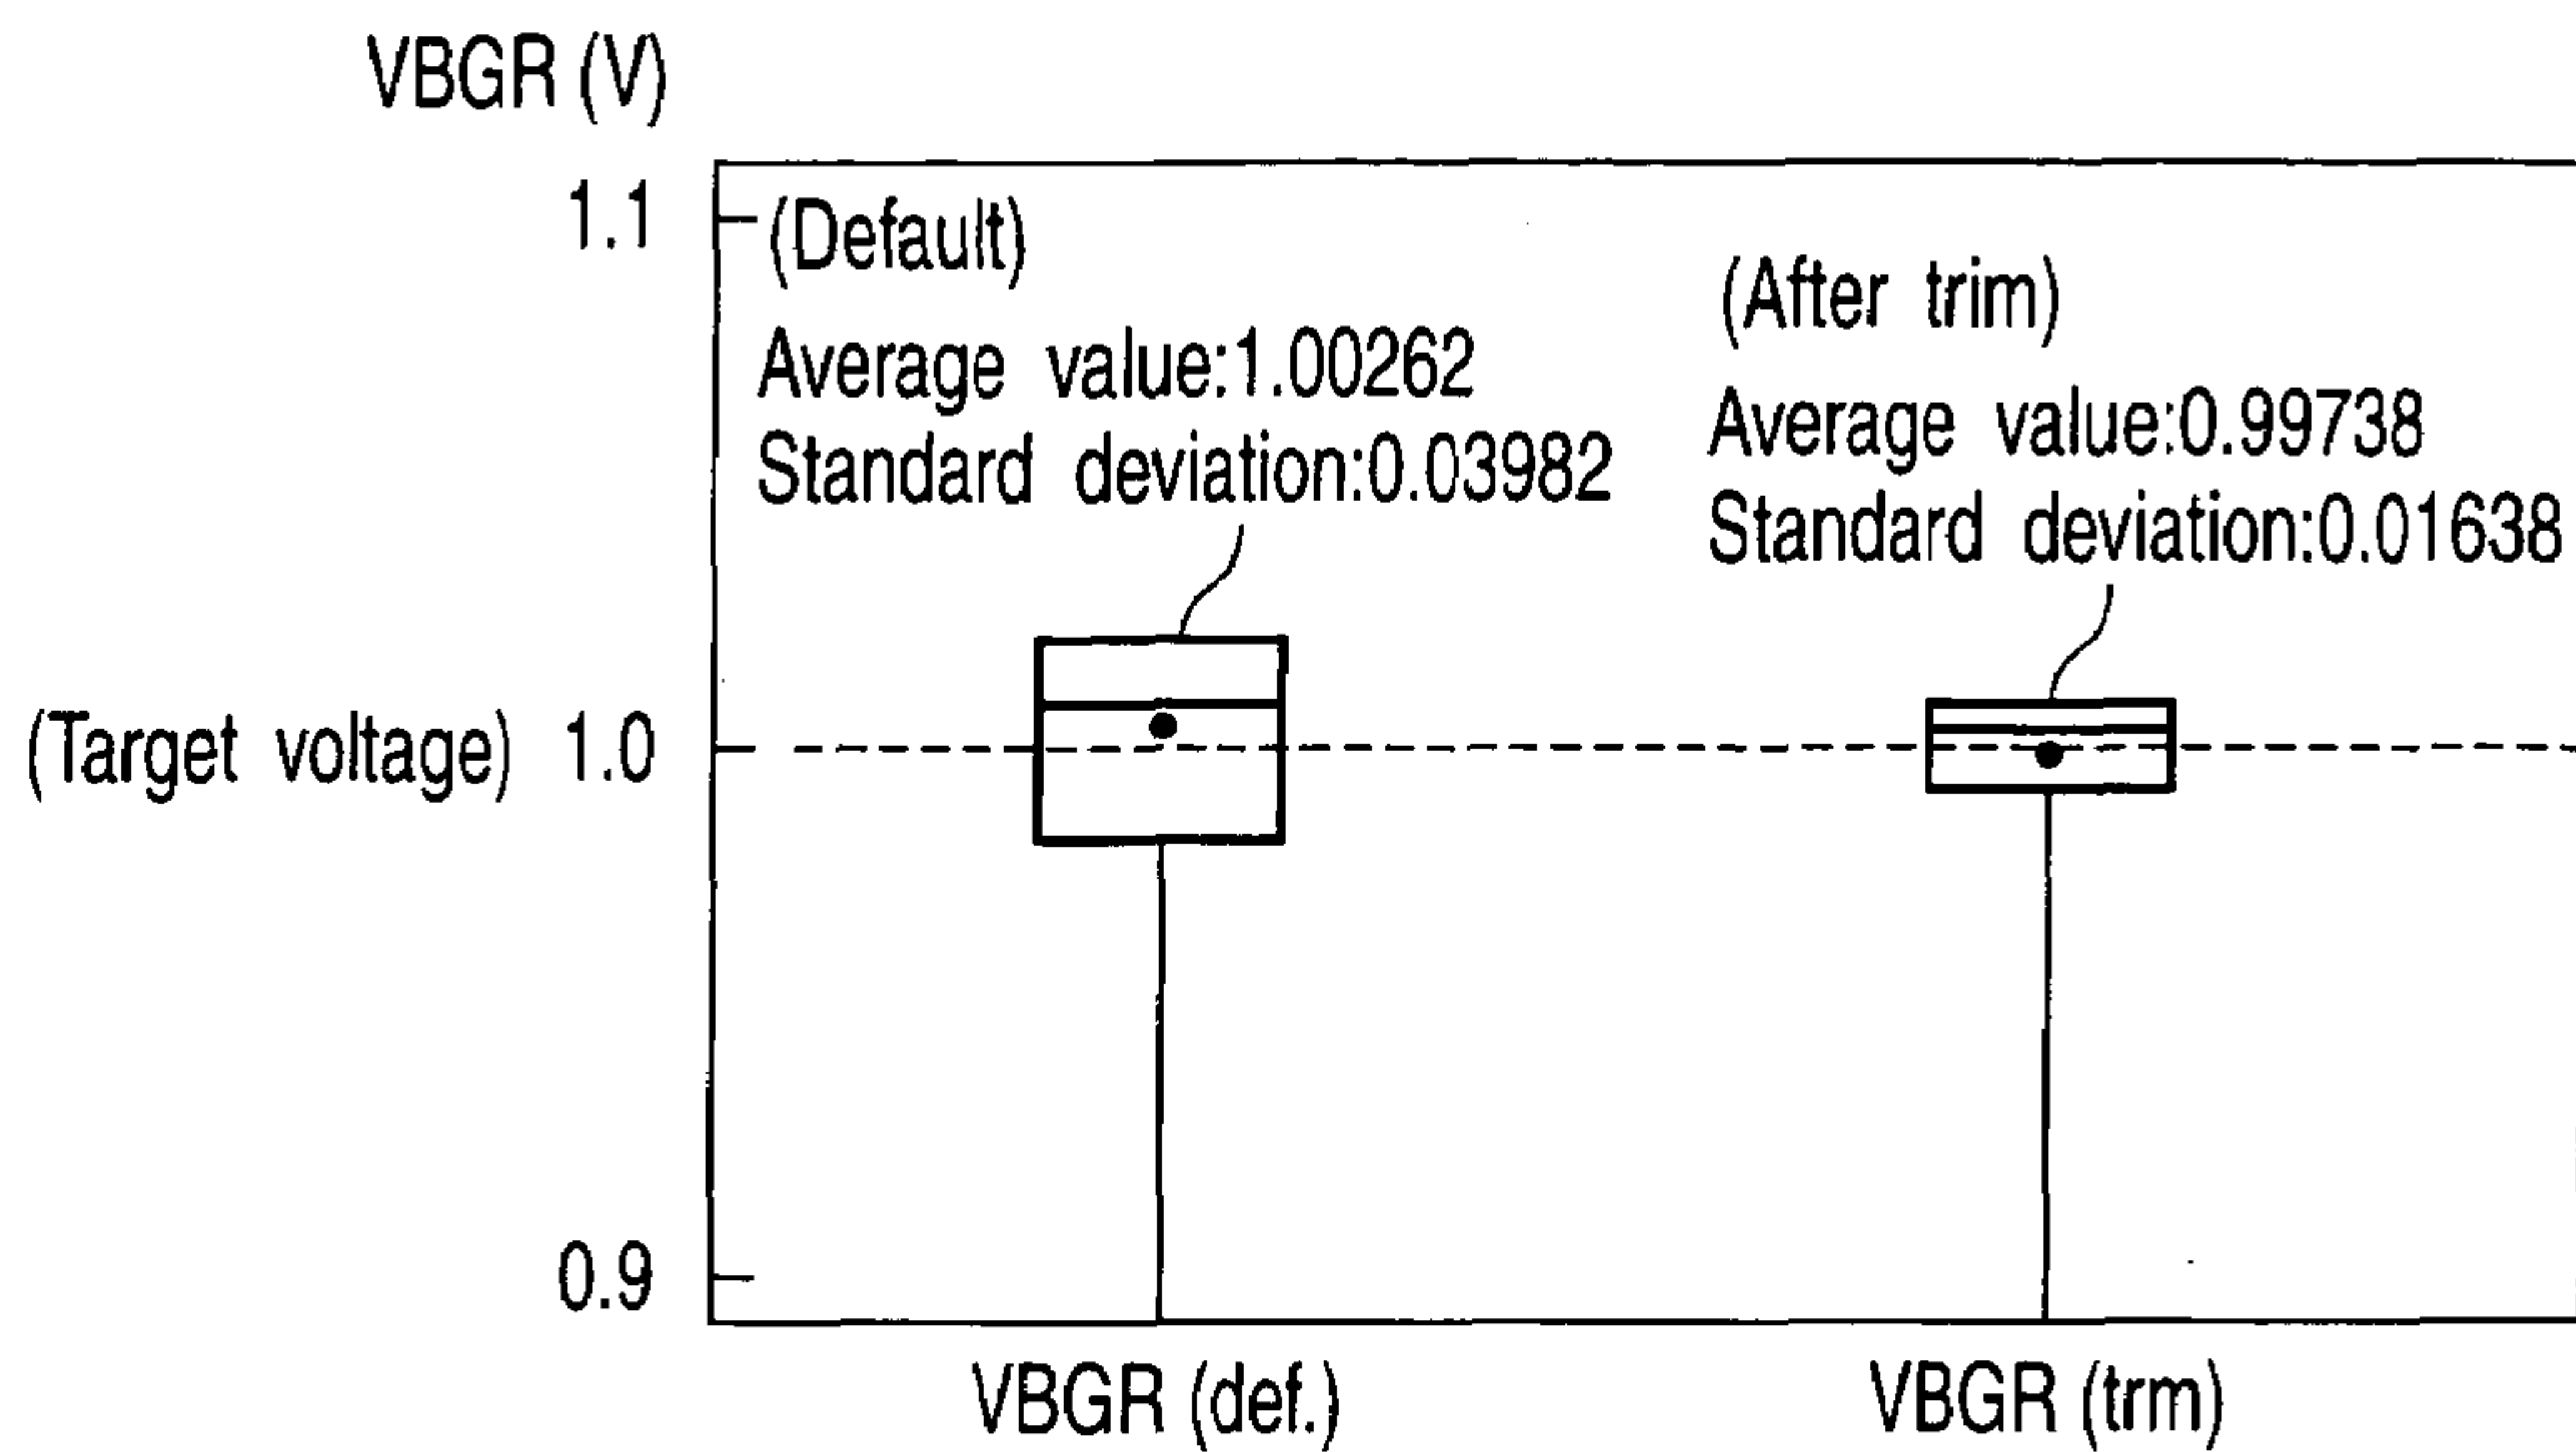 VBGR (V)
1.1
(Default)
Average value:1.00262
Standard deviation:0.03982
(After trim)
Average value:0.99738
Standard deviation:0.01638
(Target voltage) 1.0
0.9
VBGR (def.)
VBGR (trm)